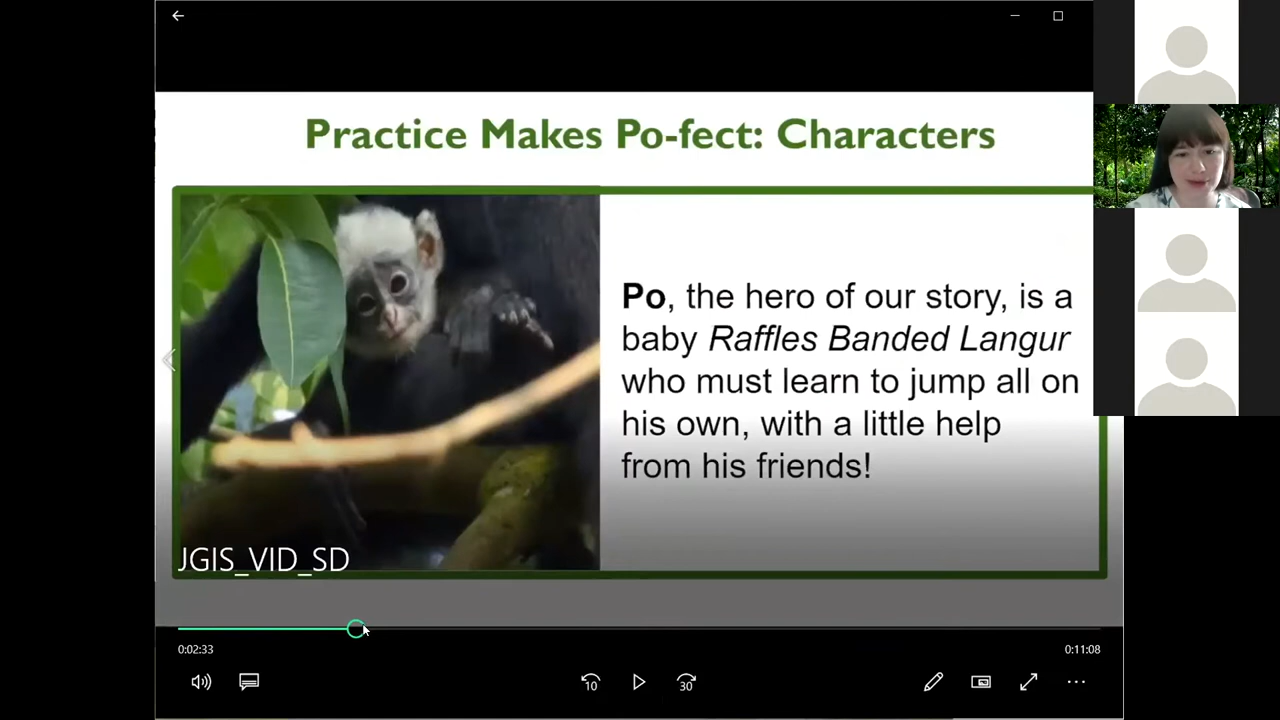 Practice Makes Po-fect: Characters
Po, the hero of our story, is a
baby Raffles Banded Langur
who must learn to jump all on
his own, with a little help
from his friends!
JGIS_VID_SD
0:02:33
0:11:08
10
30